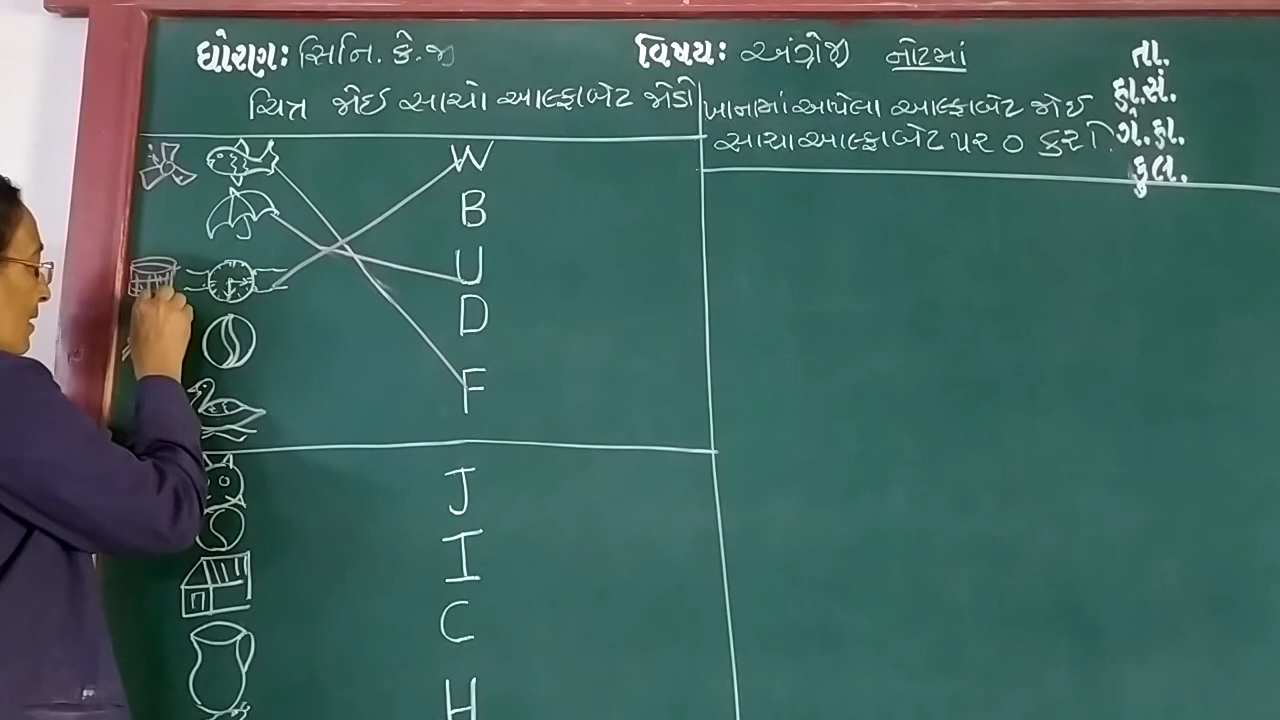 ધોરણ: સિનિ. કે.જી
વિષય: અંગ્રેજી નોટમાં
તા.
ચિત્ર જોઈ સાચો આલ્ફાબેટ જોડો
ખાનામાં આપેલા આલ્ફાબેટ જોઈ
સાચા આલ્ફાબેટ પર ૦ કરો.
હા.સં.
ગે.હા.
કુલ.
W
B
U
D
F
J
I
C
H